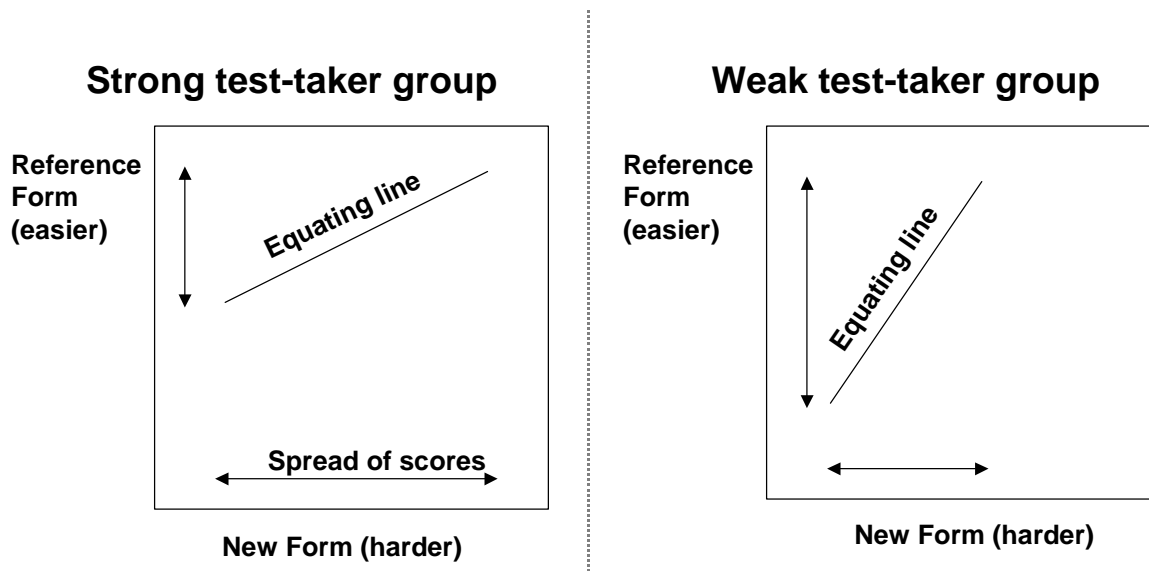 Strong test-taker group
Reference
Form
(easier)
Equating line
Spread of scores
New Form (harder)
Weak test-taker group
Reference
Form
(easier)
Equating line
New Form (harder)